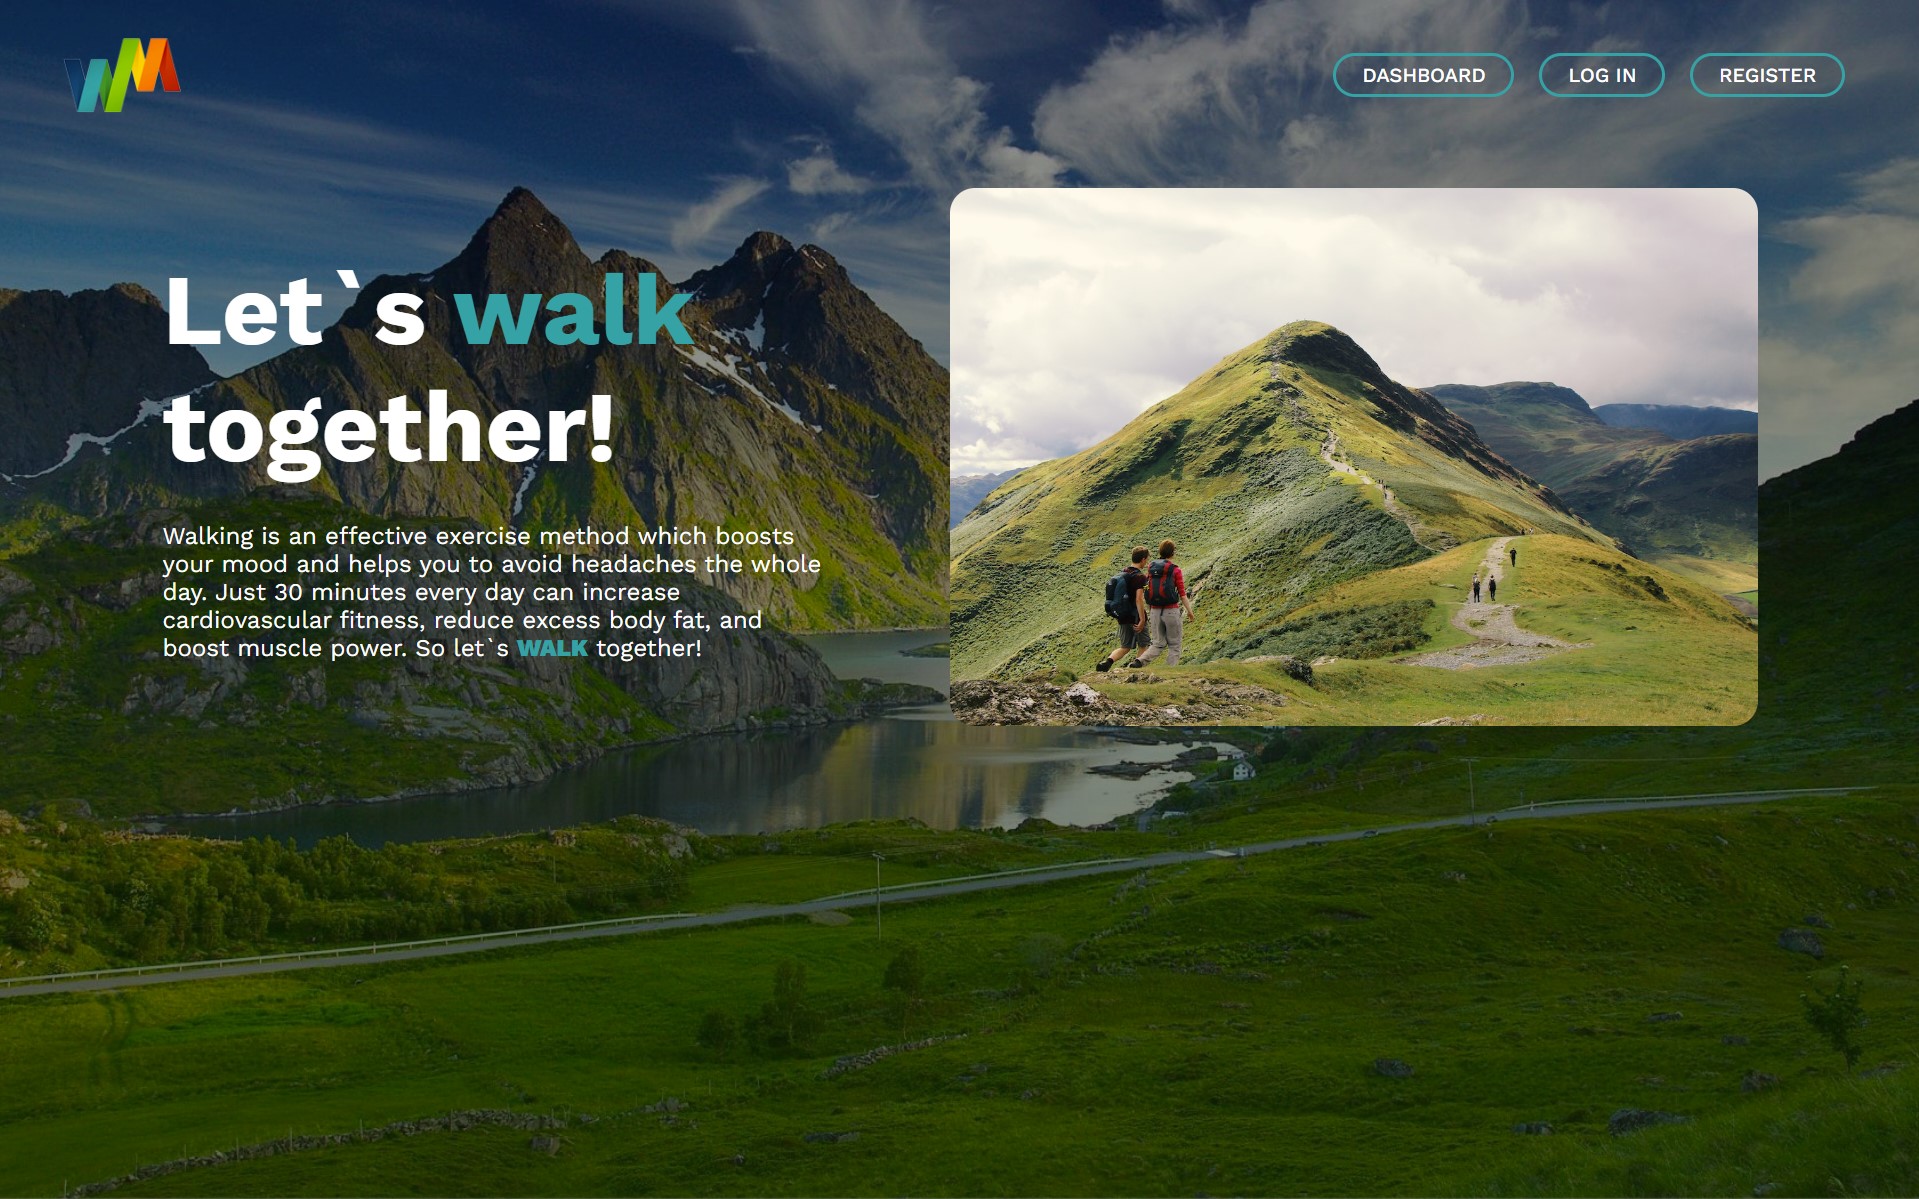 DASHBOARD
LOG IN
REGISTER
Let`s walk
together!
Walking is an effective exercise method which boosts
your mood and helps you to avoid headaches the whole
day. Just 30 minutes every day can increase
cardiovascular fitness, reduce excess body fat, and
boost muscle power. So let`s WALK together!